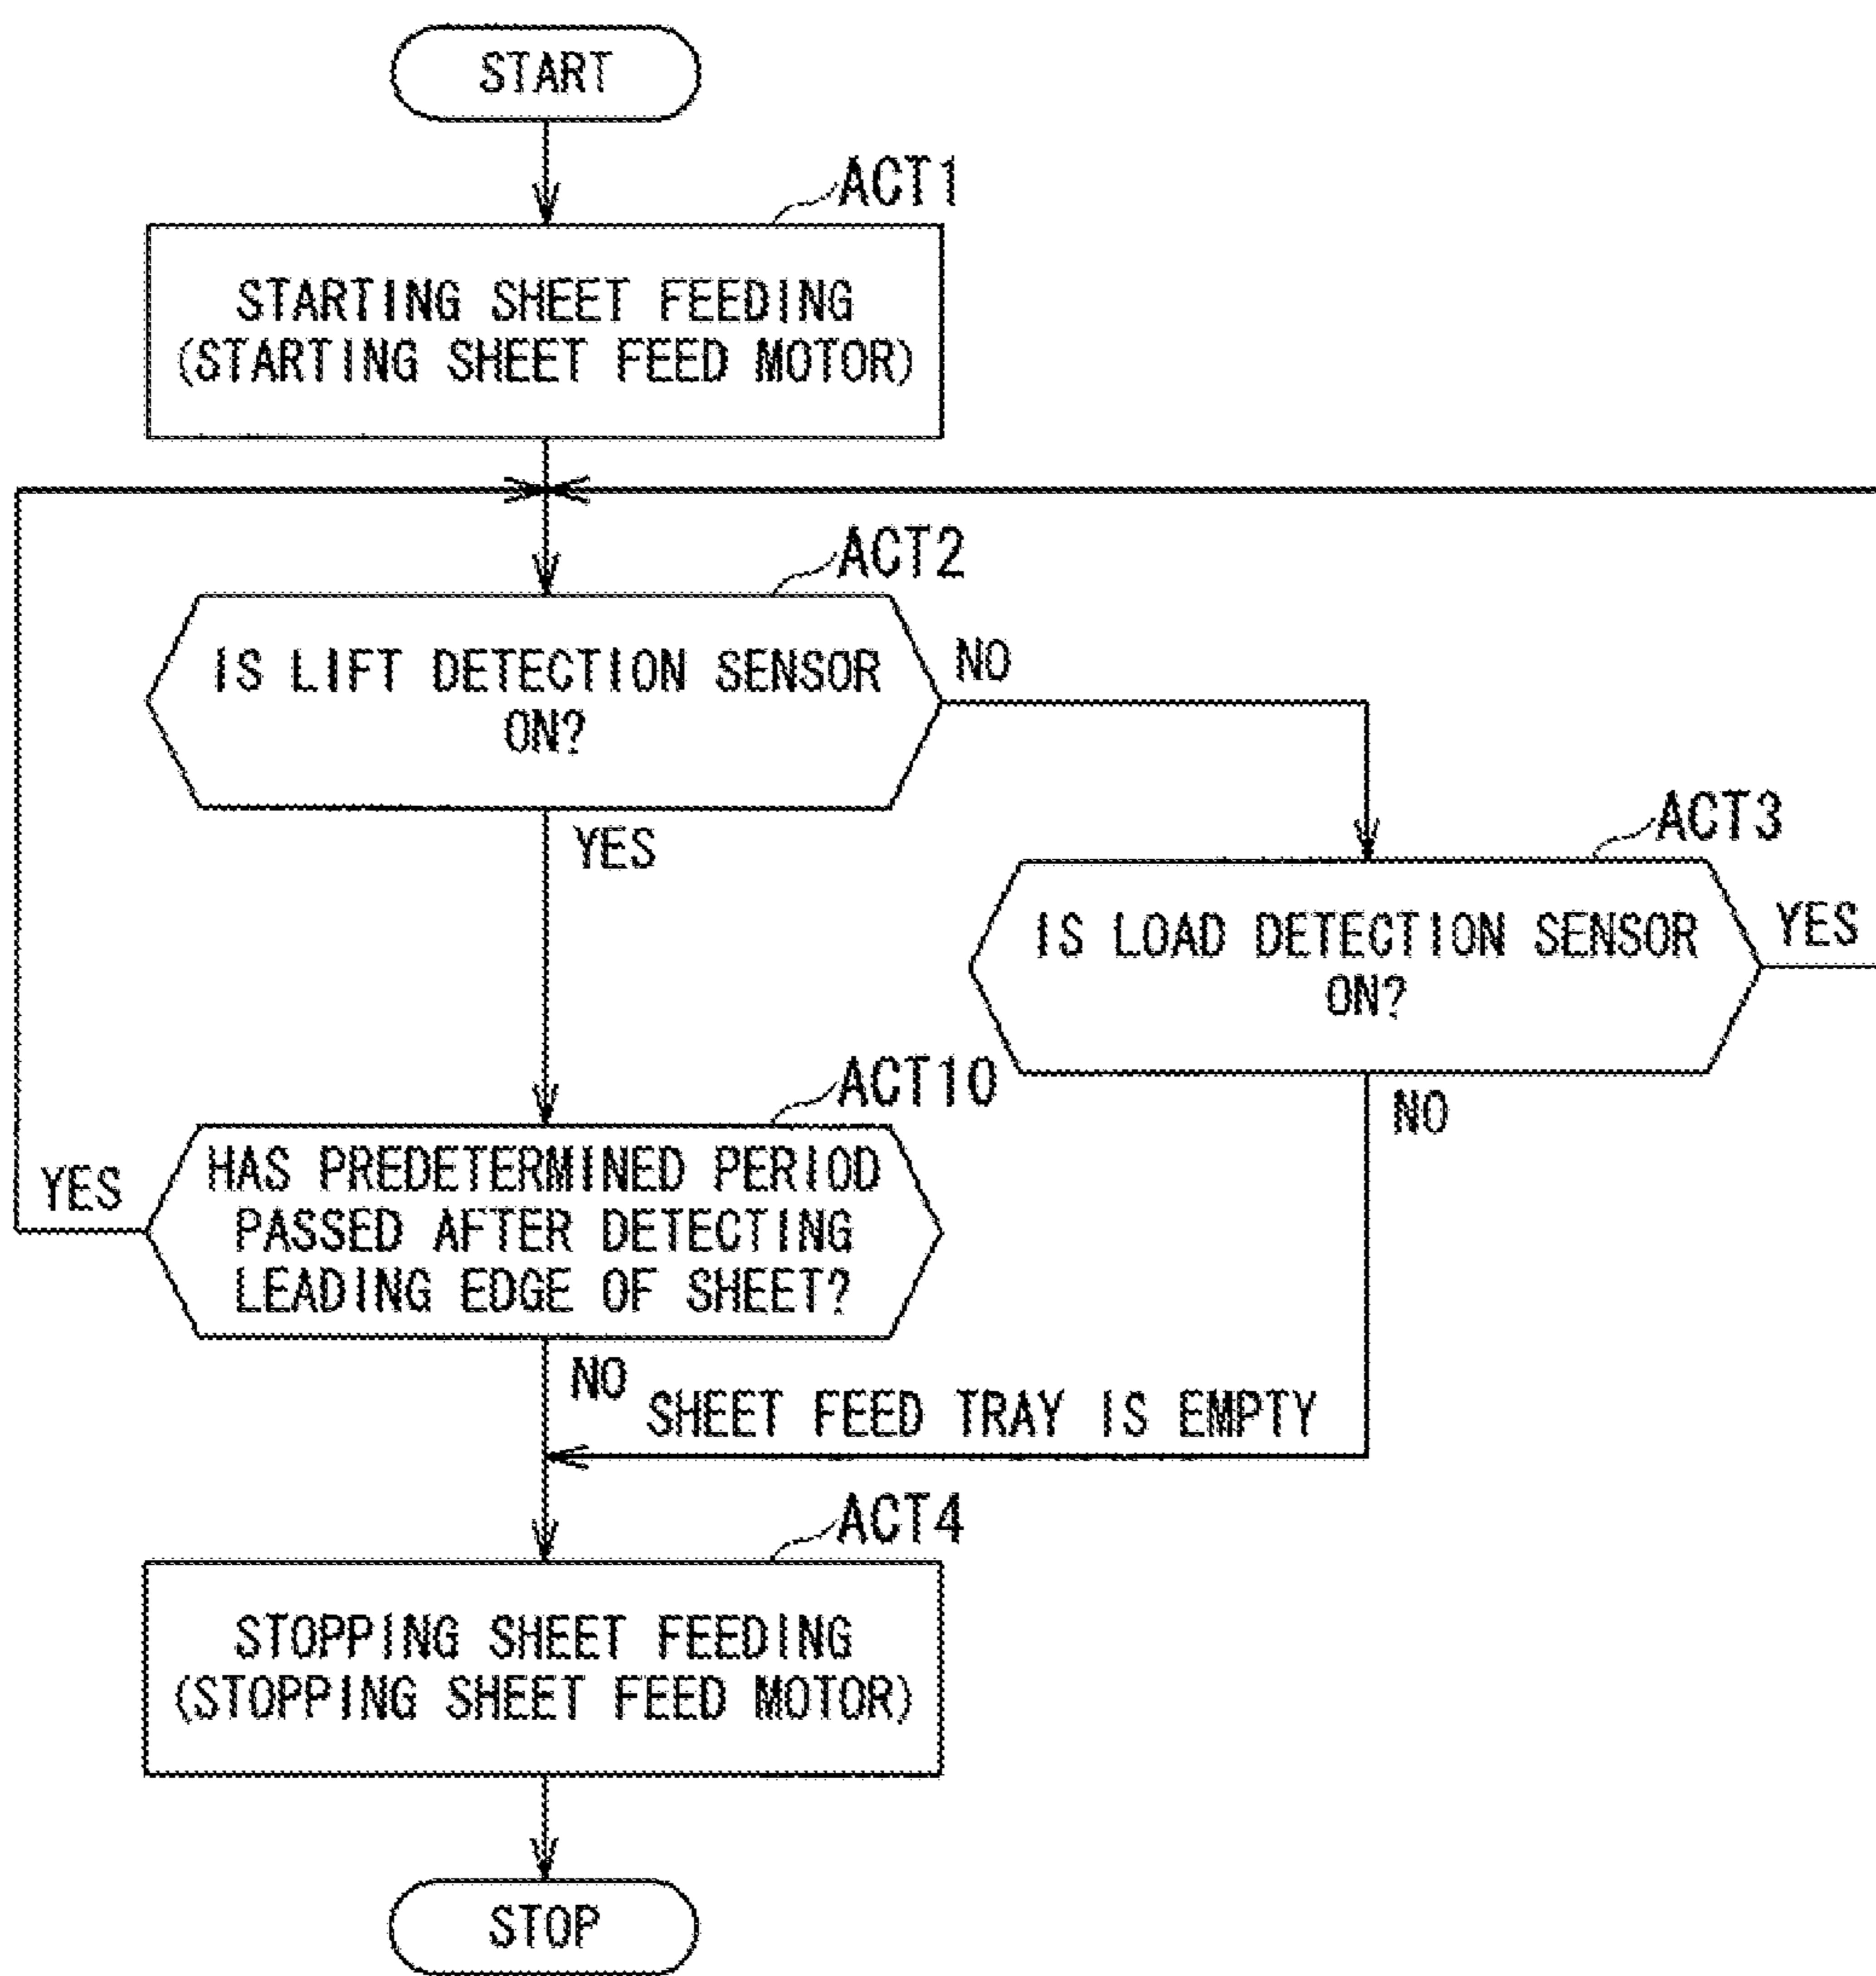 START
ACT1
STARTING SHEET FEEDING
(STARTING SHEET FEED MOTOR)
ACT2
IS LIFT DETECTION SENSOR
ON?
NO
YES
ACT3
IS LOAD DETECTION SENSOR
ON?
YES
NO
ACT10
HAS PREDETERMINED PERIOD
PASSED AFTER DETECTING
LEADING EDGE OF SHEET?
YES
NO
SHEET FEED TRAY IS EMPTY
ACT4
STOPPING SHEET FEEDING
(STOPPING SHEET FEED MOTOR)
STOP